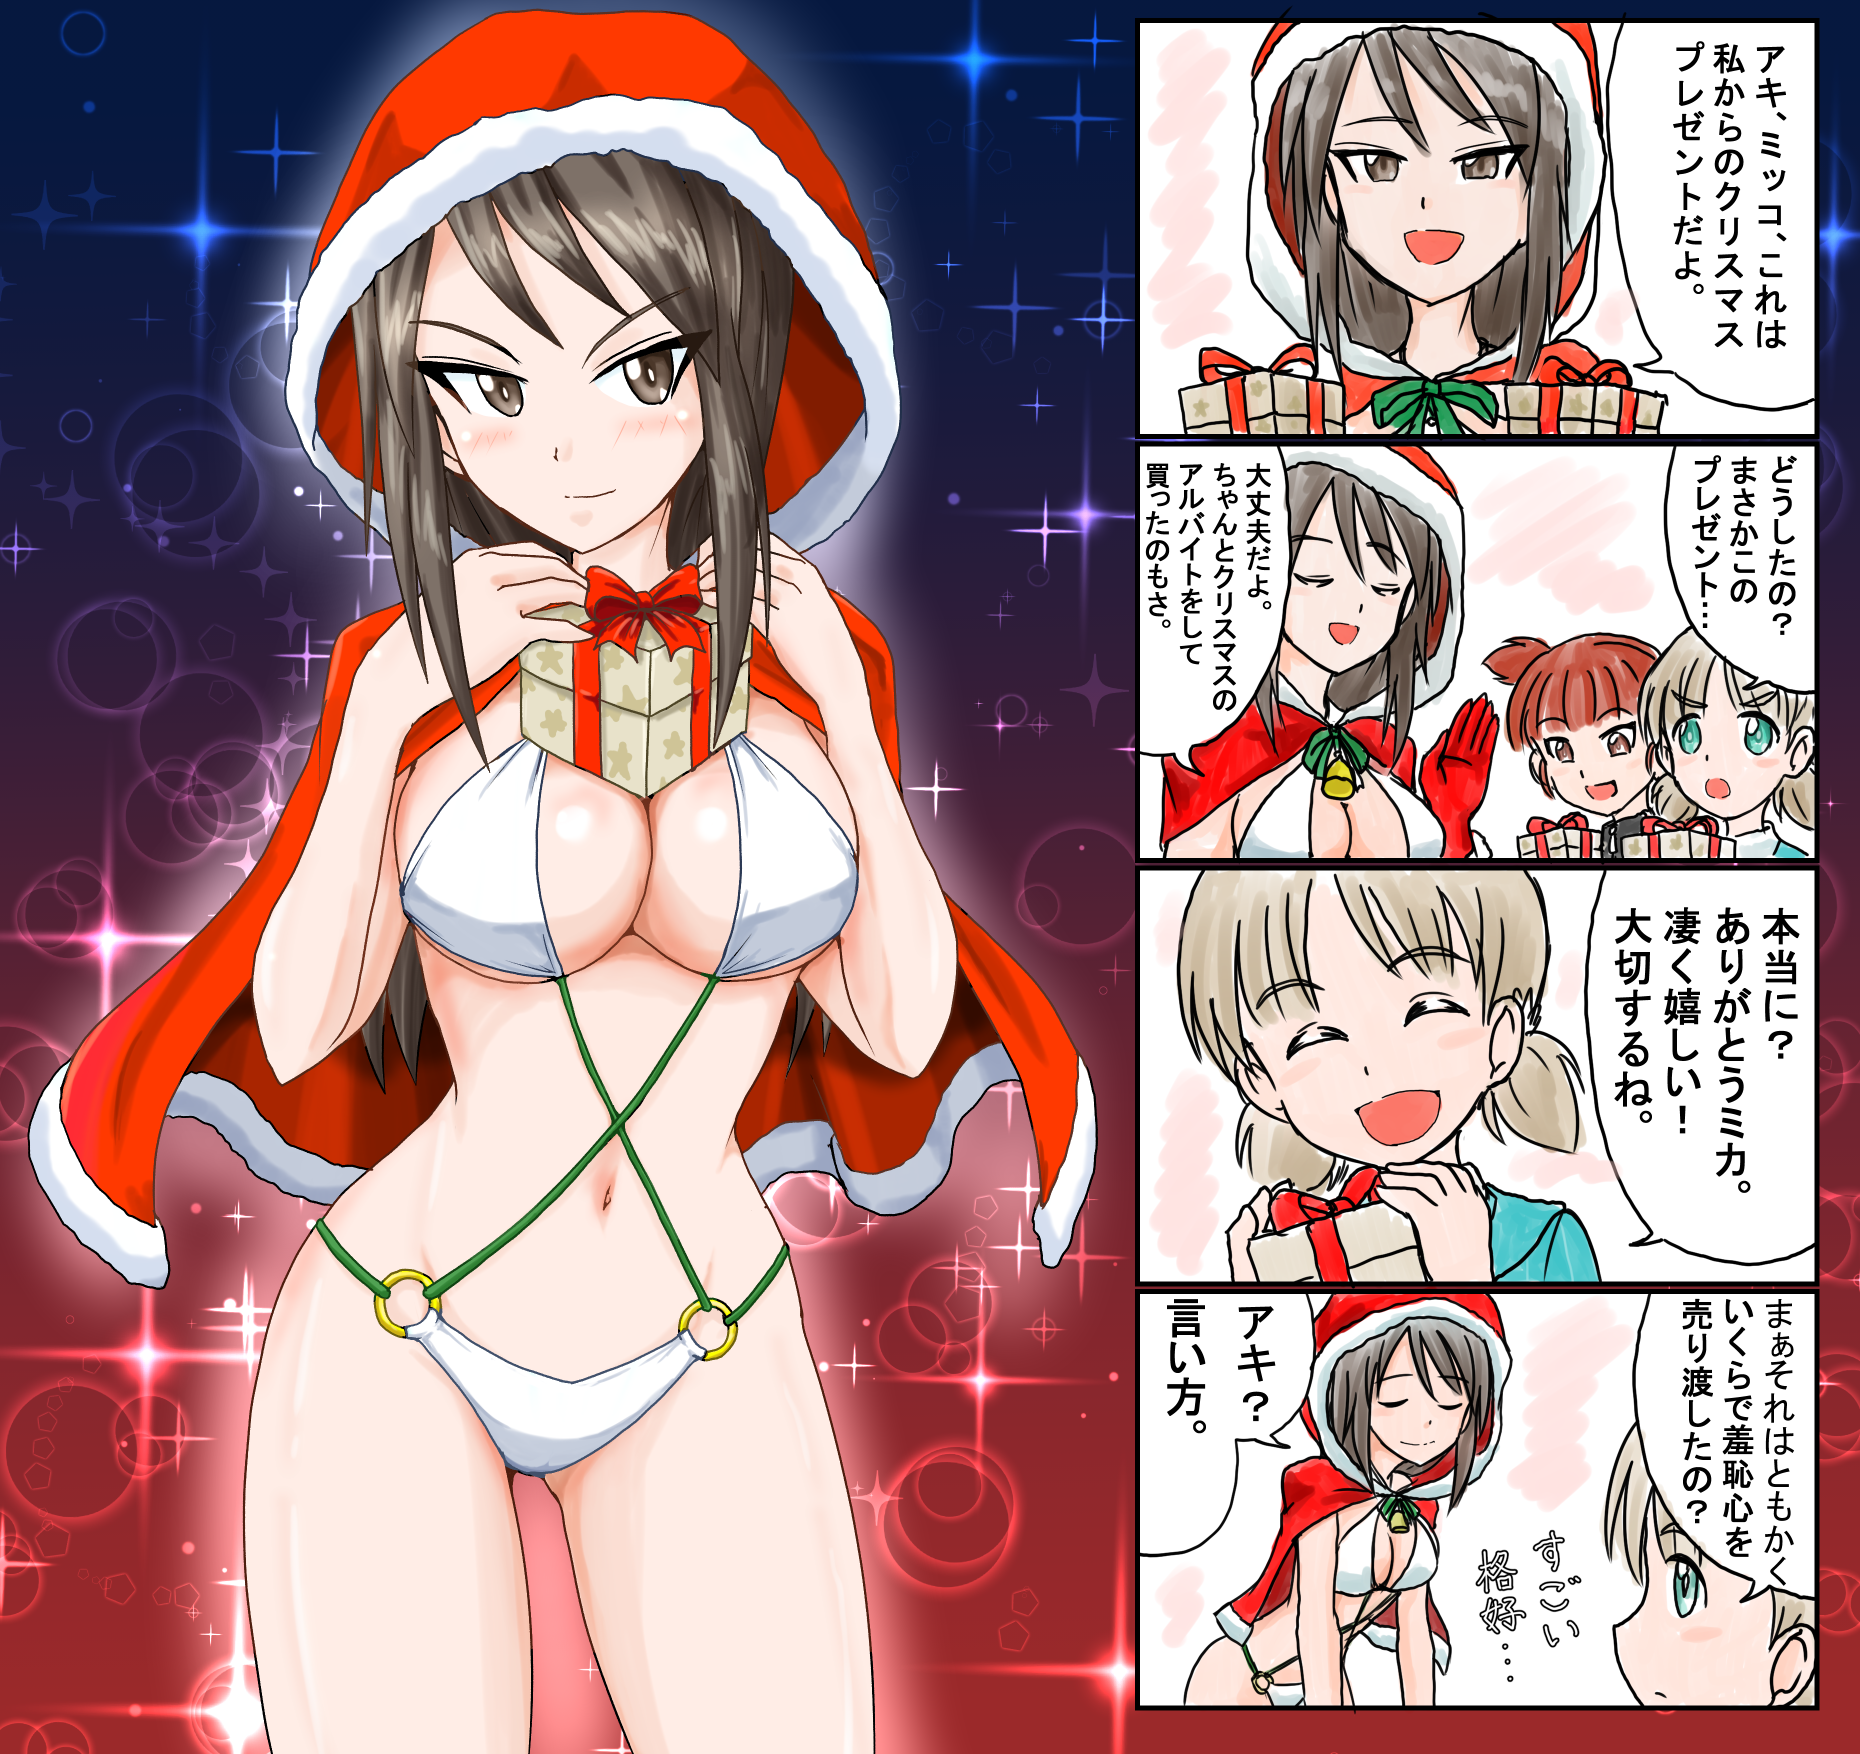 アキ、ミッコ、これは
私からのクリスマス
プレゼントだよ。
どうしたの？
まさかこの
プレゼント…
大丈夫だよ。
ちゃんとクリスマスの
アルバイトをして
買ったのもさ。
本当に？
ありがとうミカ。
凄く嬉しい！
大切するね。
まぁそれはともかく
いくらで羞恥心を
売り渡したの？
すごい
格好・・・
アキ？
言い方。